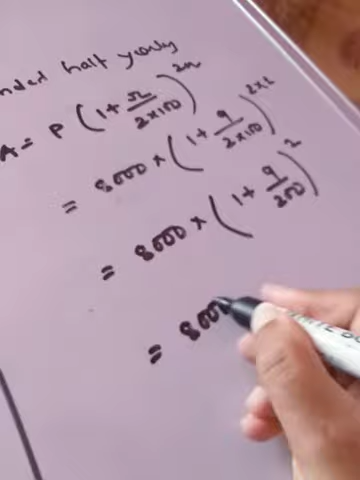 nded half yearly
A = P (1 + r/2×100)^2n
= 8000 × (1 + 9/2×100)^2×1
= 8000 × (1 + 9/200)^2
= 8000